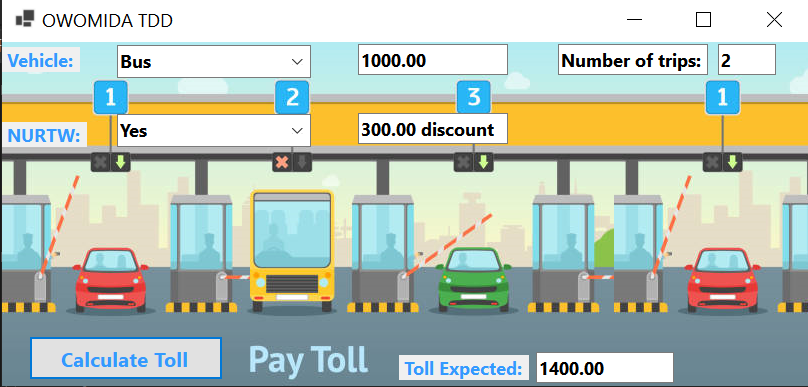 OWOMIDA TDD
Vehicle: Bus 1000.00 Number of trips: 2
1 2 3 1
NURTW: Yes 300.00 discount
Calculate Toll Pay Toll Toll Expected: 1400.00